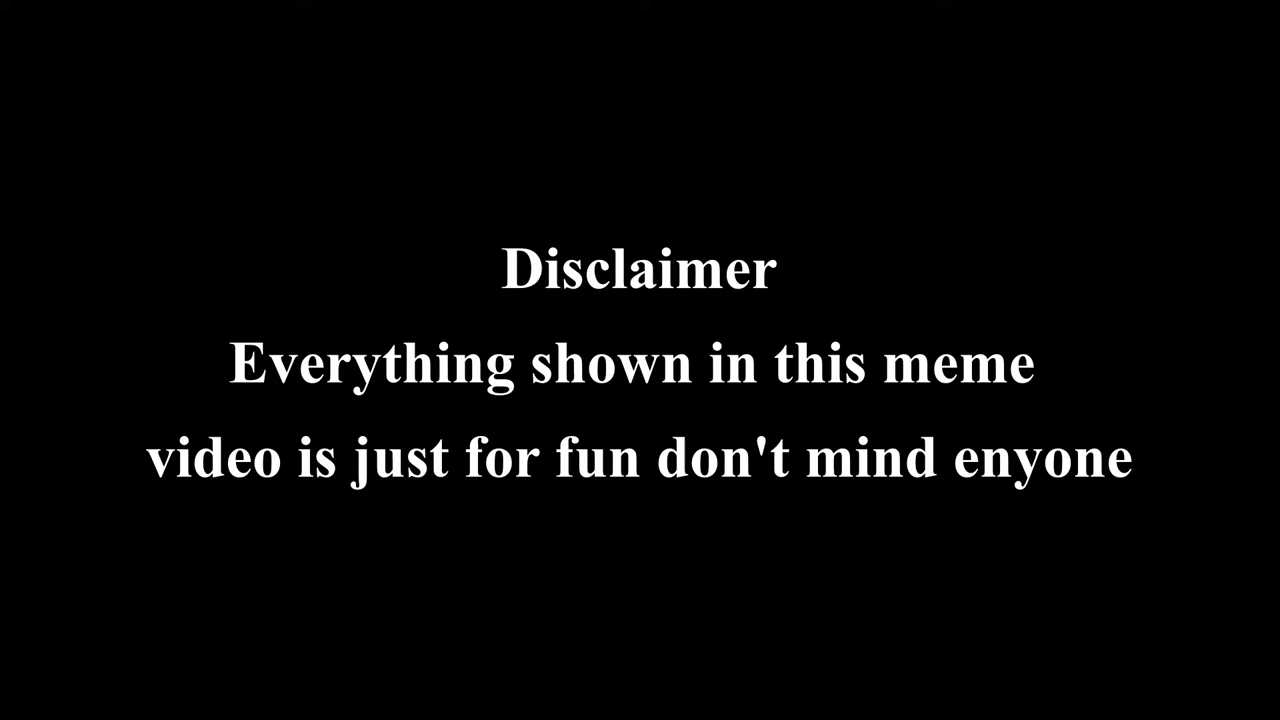 Disclaimer
Everything shown in this meme
video is just for fun don't mind enyone